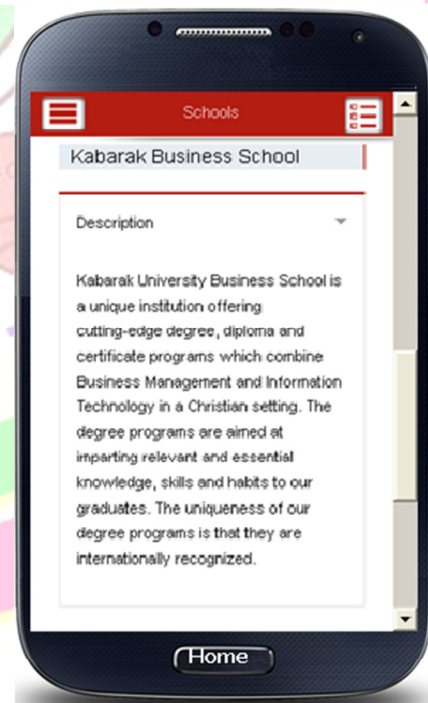 Schools
Kabarak Business School
Description
Kabarak University Business School is
a unique institution offering
cutting-edge degree, diploma and
certificate programs which combine
Business Management and Information
Technology in a Christian setting. The
degree programs are aimed at
imparting relevant and essential
knowledge, skills and habits to our
graduates. The uniqueness of our
degree programs is that they are
internationally recognized.
Home